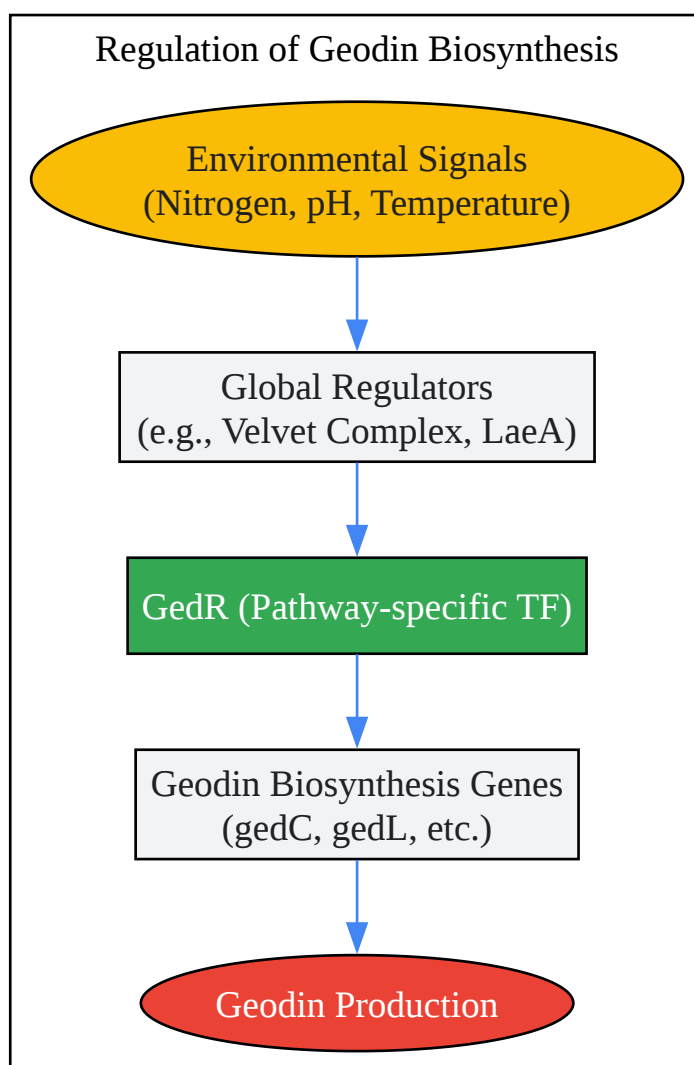 Regulation of Geodin Biosynthesis
Environmental Signals
(Nitrogen, pH, Temperature)
Global Regulators
(e.g., Velvet Complex, LaeA)
GedR (Pathway-specific TF)
Geodin Biosynthesis Genes
(gedC, gedL, etc.)
Geodin Production